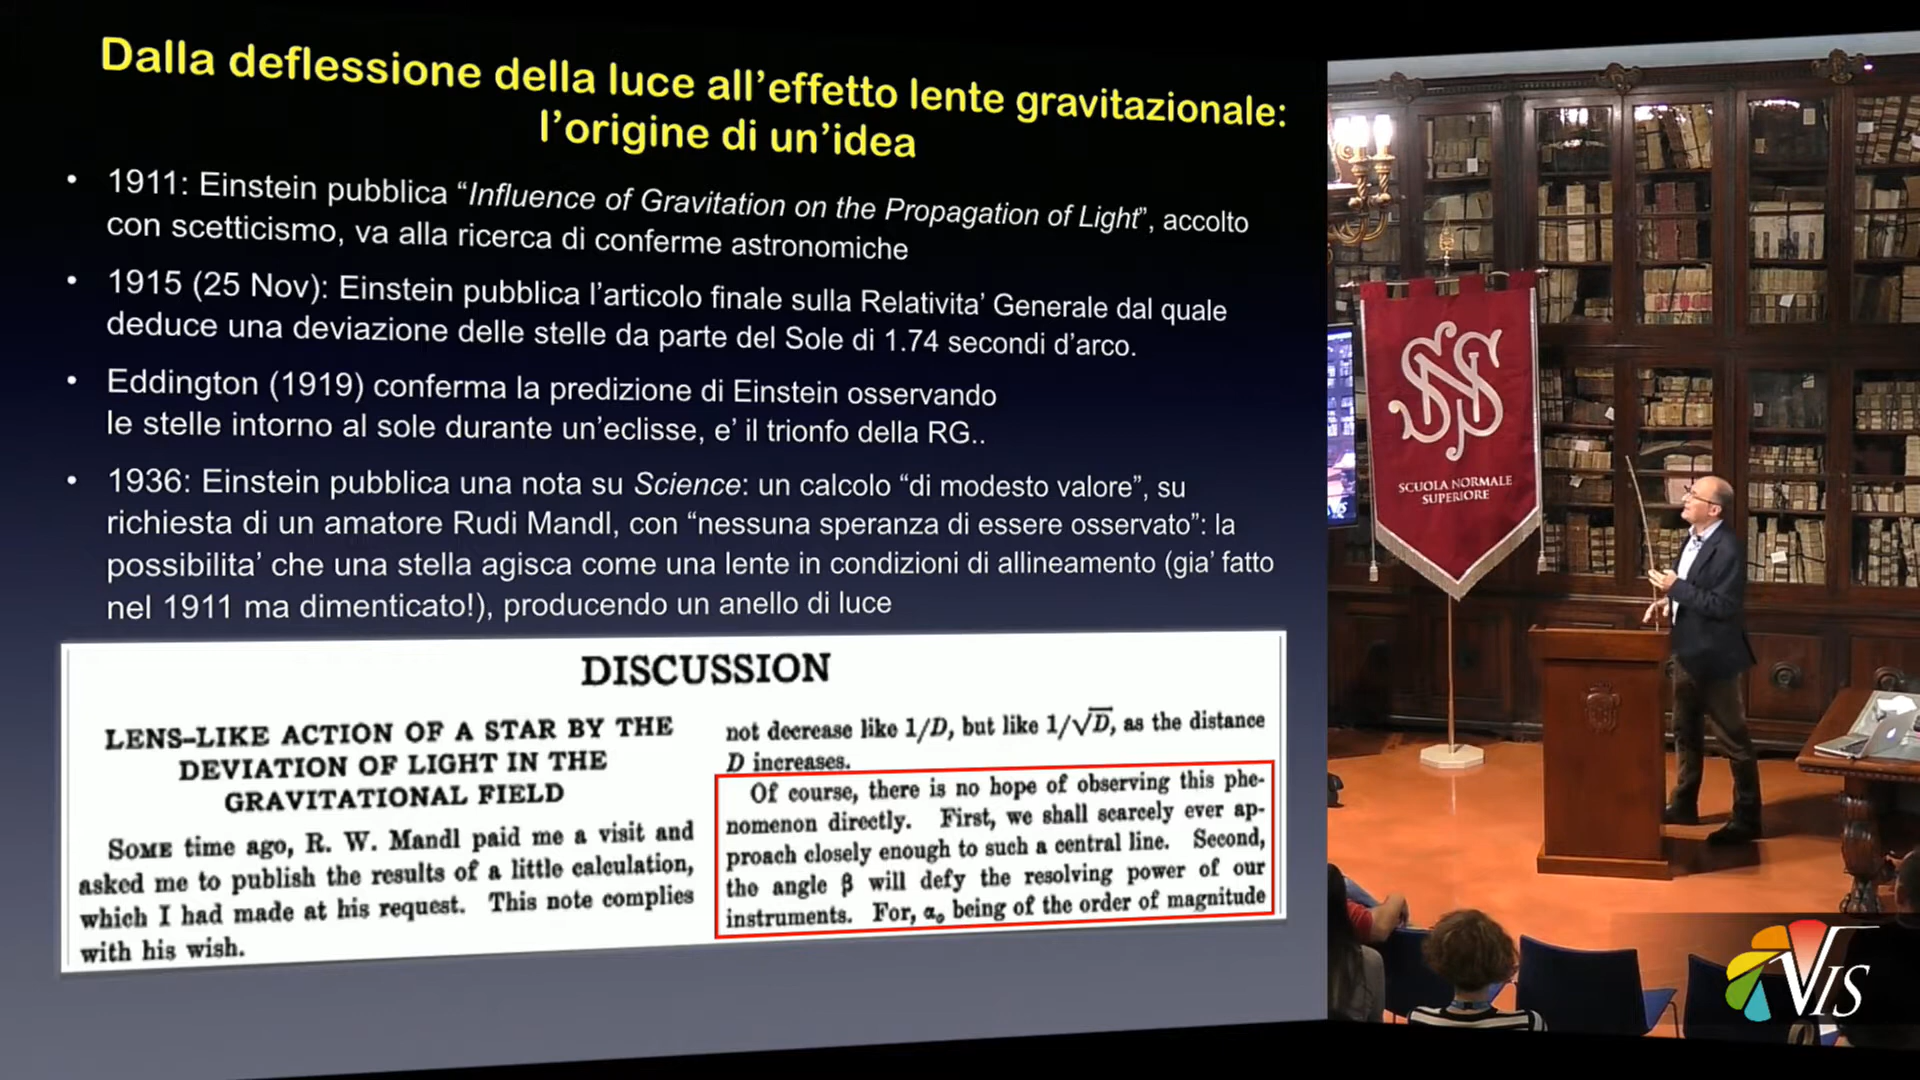 Dalla deflessione della luce all’effetto lente gravitazionale:
l’origine di un’idea
• 1911: Einstein pubblica “Influence of Gravitation on the Propagation of Light”, accolto
con scetticismo, va alla ricerca di conferme astronomiche
• 1915 (25 Nov): Einstein pubblica l’articolo finale sulla Relativita’ Generale dal quale
deduce una deviazione delle stelle da parte del Sole di 1.74 secondi d’arco.
• Eddington (1919) conferma la predizione di Einstein osservando
le stelle intorno al sole durante un’eclisse, e’ il trionfo della RG..
• 1936: Einstein pubblica una nota su Science: un calcolo “di modesto valore”, su
richiesta di un amatore Rudi Mandl, con “nessuna speranza di essere osservato”: la
possibilita’ che una stella agisca come una lente in condizioni di allineamento (gia’ fatto
nel 1911 ma dimenticato!), producendo un anello di luce
DISCUSSION
LENS–LIKE ACTION OF A STAR BY THE
DEVIATION OF LIGHT IN THE
GRAVITATIONAL FIELD
SOME time ago, R. W. Mandl paid me a visit and
asked me to publish the results of a little calculation,
which I had made at his request. This note complies
with his wish.
not decrease like 1/D, but like 1/√D, as the distance
D increases.
Of course, there is no hope of observing this phe-
nomenon directly. First, we shall scarcely ever ap-
proach closely enough to such a central line. Second,
the angle β will defy the resolving power of our
instruments. For, α₀ being of the order of magnitude
SNS
SCUOLA NORMALE
SUPERIORE
VIS